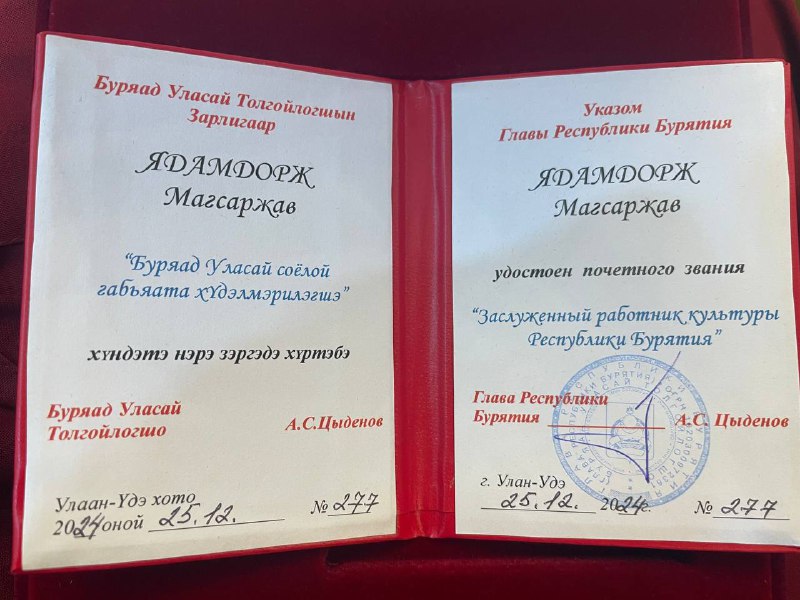 Буряад Уласай Толгойлогшын
Зарлигаар
ЯДАМДОРЖ
Магсаржав
“Буряад Уласай соёлой
габьяата хҮдэлмэрилэгшэ”
хүндэтэ нэрэ зэргэдэ хүртэбэ
Буряад Уласай
Толгойлогшо
А.С.Цыденов
Улаан-Үдэ хото
2024 оной 25.12.
№ 277
Указом
Главы Республики Бурятия
ЯДАМДОРЖ
Магсаржав
удостоен почетного звания
“Заслуженный работник культуры
Республики Бурятия”
Глава Республики
Бурятия
А.С. Цыденов
г. Улан-Удэ
25.12. 2024г.
№ 277